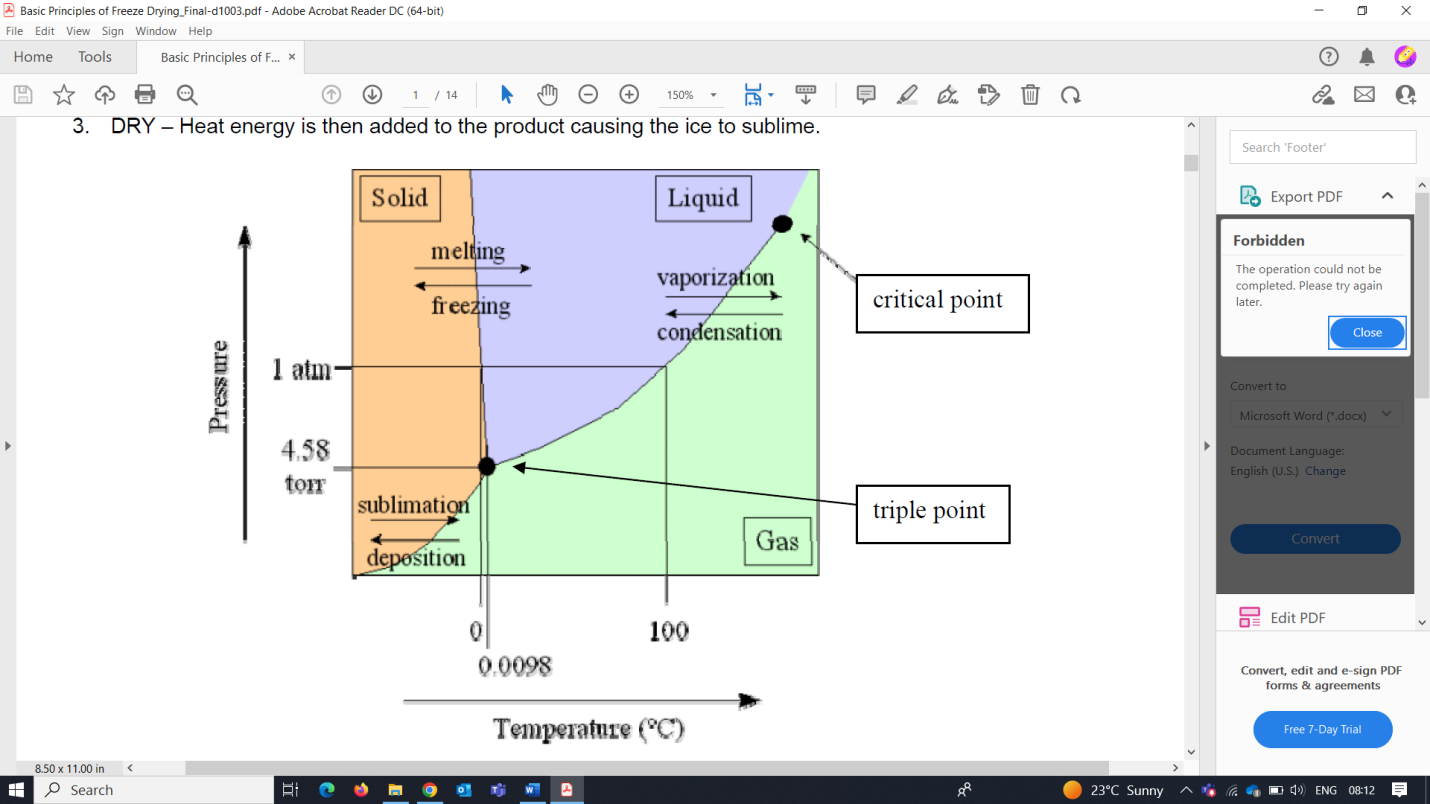 Basic Principles of Freeze Drying_Final-d1003.pdf - Adobe Acrobat Reader DC (64-bit)
File Edit View Sign Window Help
Home Tools Basic Principles of F... ×
1 / 14 150%
3. DRY – Heat energy is then added to the product causing the ice to sublime.
Solid
Liquid
melting
freezing
vaporization
condensation
critical point
Pressure
1 atm
4.58
torr
sublimation
deposition
triple point
Gas
0
100
0.0098
Temperature (°C)
8.50 x 11.00 in
Search 'Footer'
Export PDF
Forbidden
The operation could not be
completed. Please try again
later.
Close
Convert to
Microsoft Word (*.docx)
Document Language:
English (U.S.) Change
Convert
Edit PDF
Convert, edit and e-sign PDF
forms & agreements
Free 7-Day Trial
Search
23°C Sunny
ENG 08:12